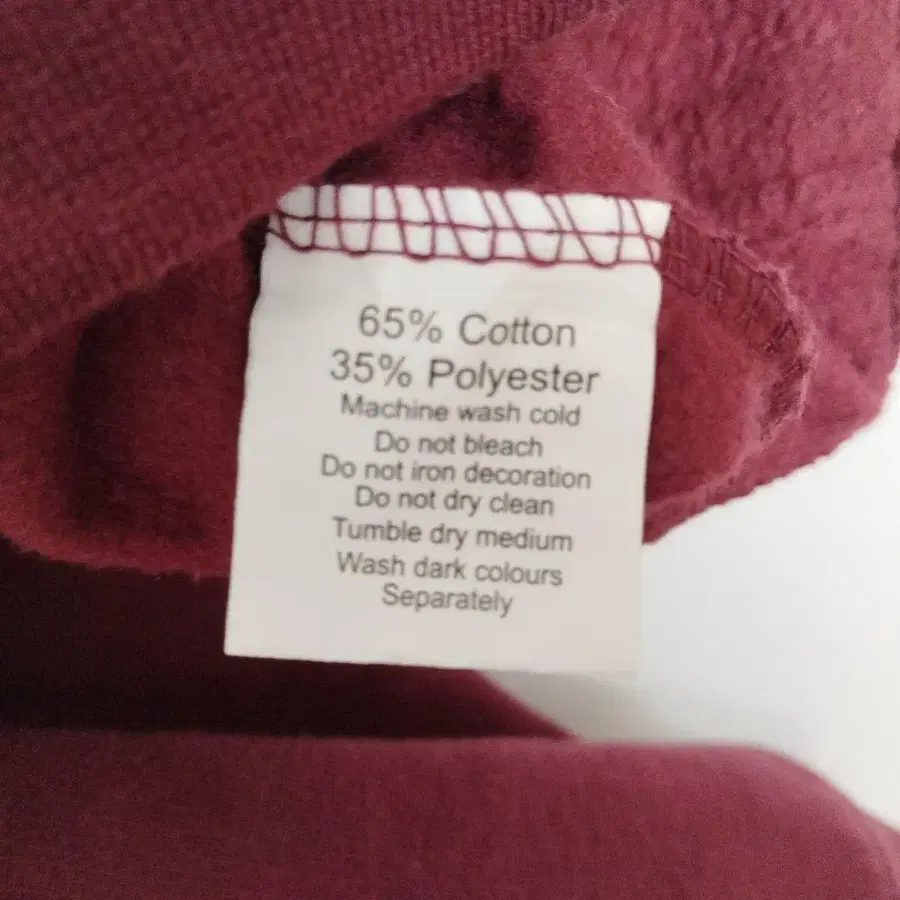 65% Cotton
35% Polyester
Machine wash cold
Do not bleach
Do not iron decoration
Do not dry clean
Tumble dry medium
Wash dark colours
Separately